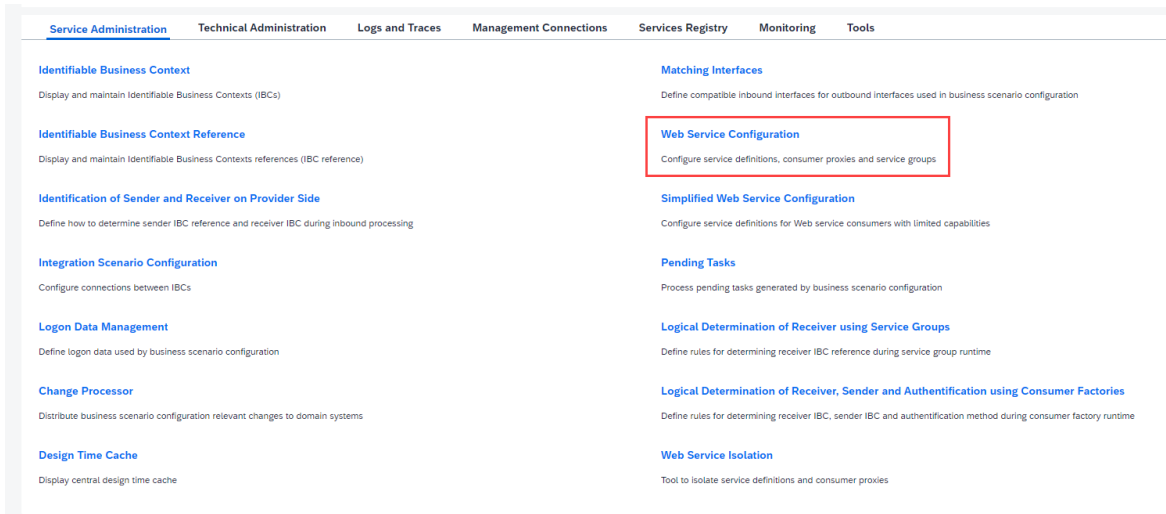 Service Administration Technical Administration Logs and Traces Management Connections Services Registry Monitoring Tools
Identifiable Business Context
Display and maintain Identifiable Business Contexts (IBCs)
Identifiable Business Context Reference
Display and maintain Identifiable Business Contexts references (IBC reference)
Identification of Sender and Receiver on Provider Side
Define how to determine sender IBC reference and receiver IBC during inbound processing
Integration Scenario Configuration
Configure connections between IBCs
Logon Data Management
Define logon data used by business scenario configuration
Change Processor
Distribute business scenario configuration relevant changes to domain systems
Design Time Cache
Display central design time cache
Matching Interfaces
Define compatible inbound interfaces for outbound interfaces used in business scenario configuration
Web Service Configuration
Configure service definitions, consumer proxies and service groups
Simplified Web Service Configuration
Configure service definitions for Web service consumers with limited capabilities
Pending Tasks
Process pending tasks generated by business scenario configuration
Logical Determination of Receiver using Service Groups
Define rules for determining receiver IBC reference during service group runtime
Logical Determination of Receiver, Sender and Authentification using Consumer Factories
Define rules for determining receiver IBC, sender IBC and authentification method during consumer factory runtime
Web Service Isolation
Tool to isolate service definitions and consumer proxies